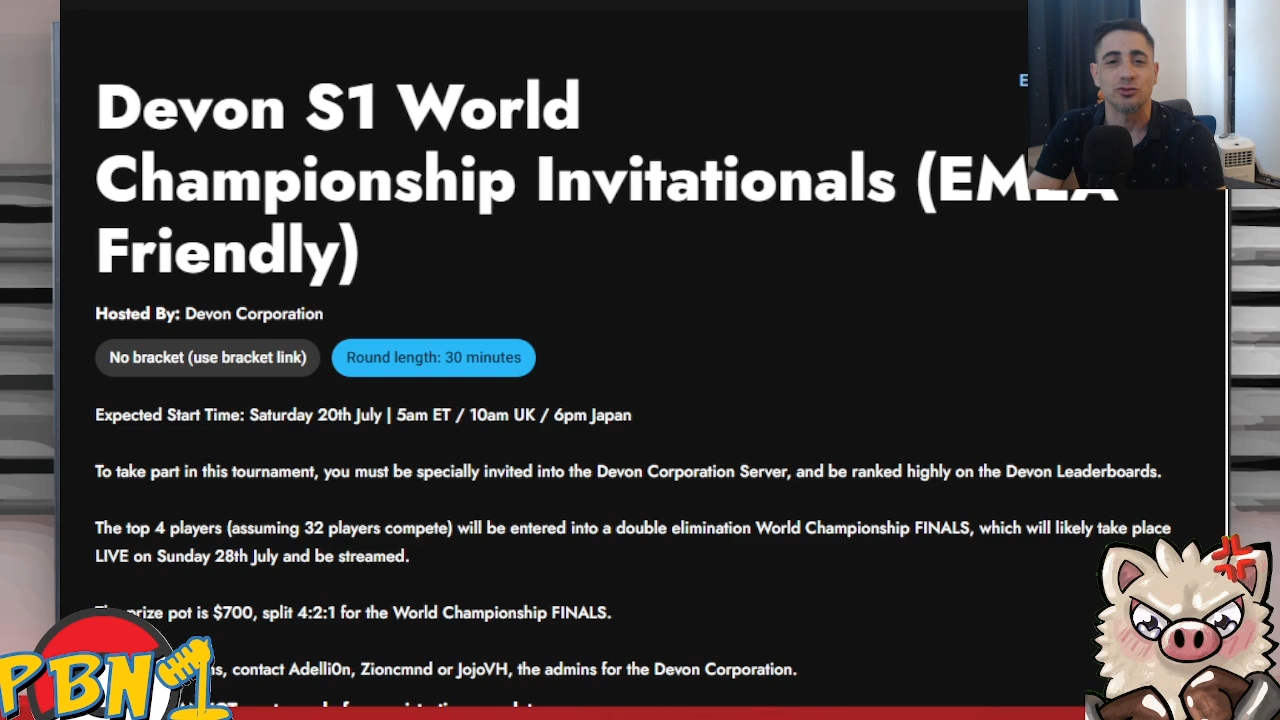 Devon S1 World
Championship Invitationals (EMEA
Friendly)
Hosted By: Devon Corporation
No bracket (use bracket link)
Round length: 30 minutes
Expected Start Time: Saturday 20th July | 5am ET / 10am UK / 6pm Japan
To take part in this tournament, you must be specially invited into the Devon Corporation Server, and be ranked highly on the Devon Leaderboards.
The top 4 players (assuming 32 players compete) will be entered into a double elimination World Championship FINALS, which will likely take place
LIVE on Sunday 28th July and be streamed.
prize pot is $700, split 4:2:1 for the World Championship FINALS.
contact Adelli0n, Zioncmnd or JojoVH, the admins for the Devon Corporation.
PBN